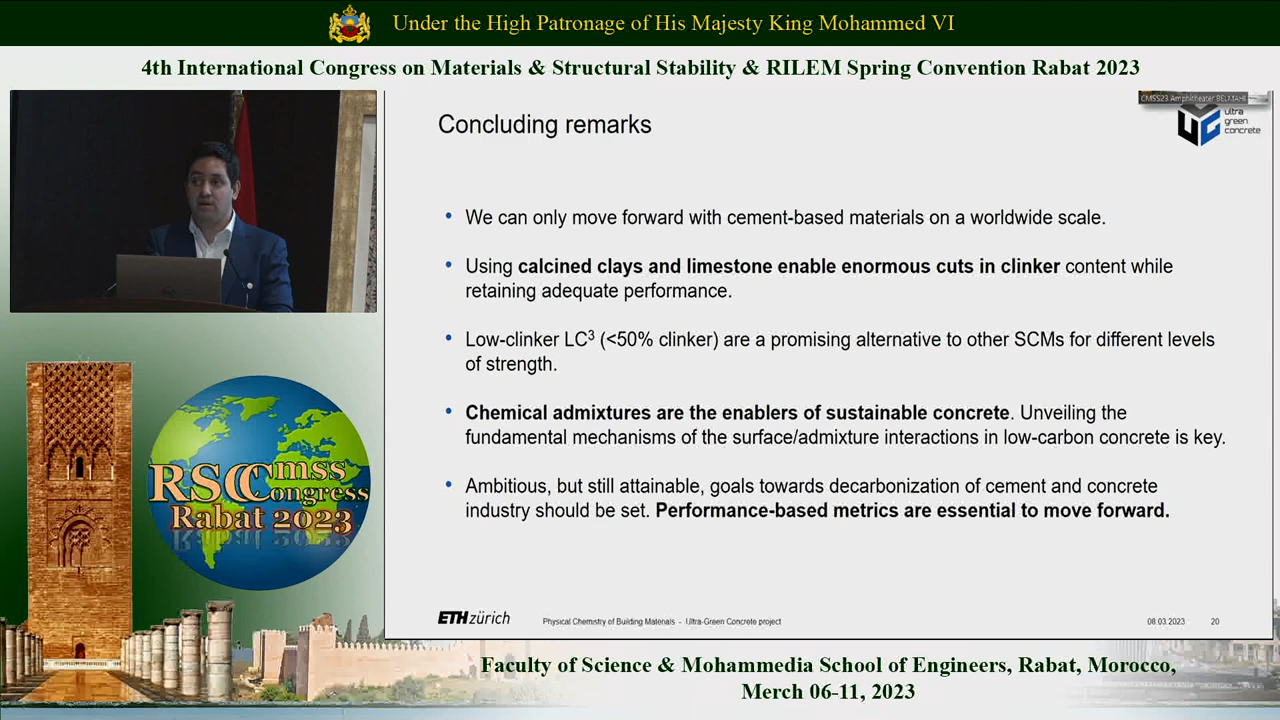 Under the High Patronage of His Majesty King Mohammed VI
4th International Congress on Materials & Structural Stability & RILEM Spring Convention Rabat 2023
CMSS23 Amphitheater BELMAHI
ultra
green
concrete
Concluding remarks
• We can only move forward with cement-based materials on a worldwide scale.
• Using calcined clays and limestone enable enormous cuts in clinker content while
retaining adequate performance.
• Low-clinker LC³ (<50% clinker) are a promising alternative to other SCMs for different levels
of strength.
• Chemical admixtures are the enablers of sustainable concrete. Unveiling the
fundamental mechanisms of the surface/admixture interactions in low-carbon concrete is key.
• Ambitious, but still attainable, goals towards decarbonization of cement and concrete
industry should be set. Performance-based metrics are essential to move forward.
ETH zürich
Physical Chemistry of Building Materials - Ultra-Green Concrete project
08.03.2023
20
RSCC
Cmss
Congress
Rabat 2023
Faculty of Science & Mohammedia School of Engineers, Rabat, Morocco,
Merch 06-11, 2023